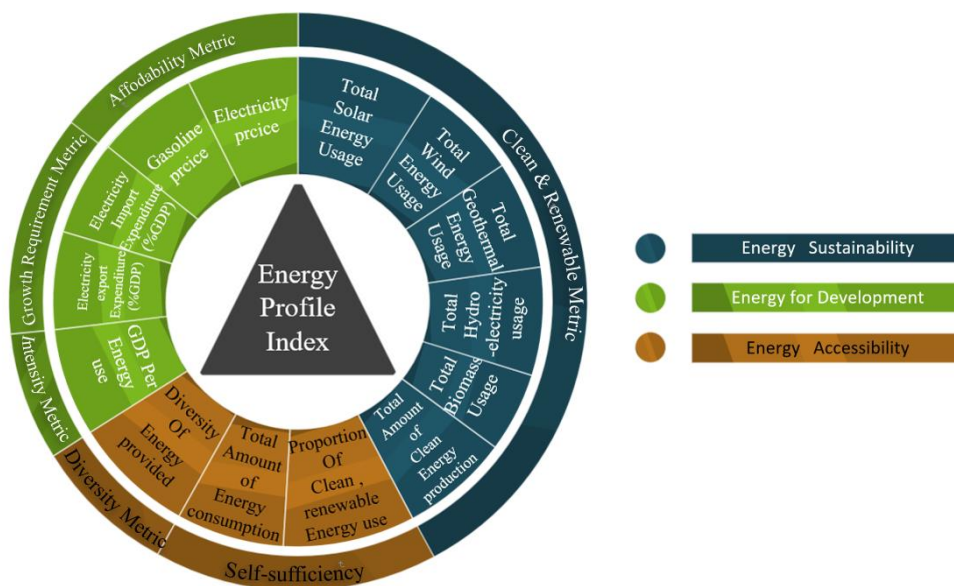 Affodability Metric
Growth Requirement Metric
Intensity Metric
Diversity Metric
Self-sufficiency
Clean & Renewable Metric
Electricity
prcice
Gasoline
prcice
Electricity
Import
Expenditure
(%GDP)
Electricity
export
Expenditure
(%GDP)
GDP Per
Energy
use
Diversity
Of
Energy
provided
Total
Amount
of
Energy
consumption
Proportion
Of
Clean ,
renewable
Energy use
Total
Amount
of
Clean
Energy
production
Total
Biomass
Usage
Total
Hydro
-electricity
usage
Total
Geothermal
Energy
Usage
Total
Wind
Energy
Usage
Total
Solar
Energy
Usage
Energy
Profile
Index
Energy Sustainability
Energy for Development
Energy Accessibility